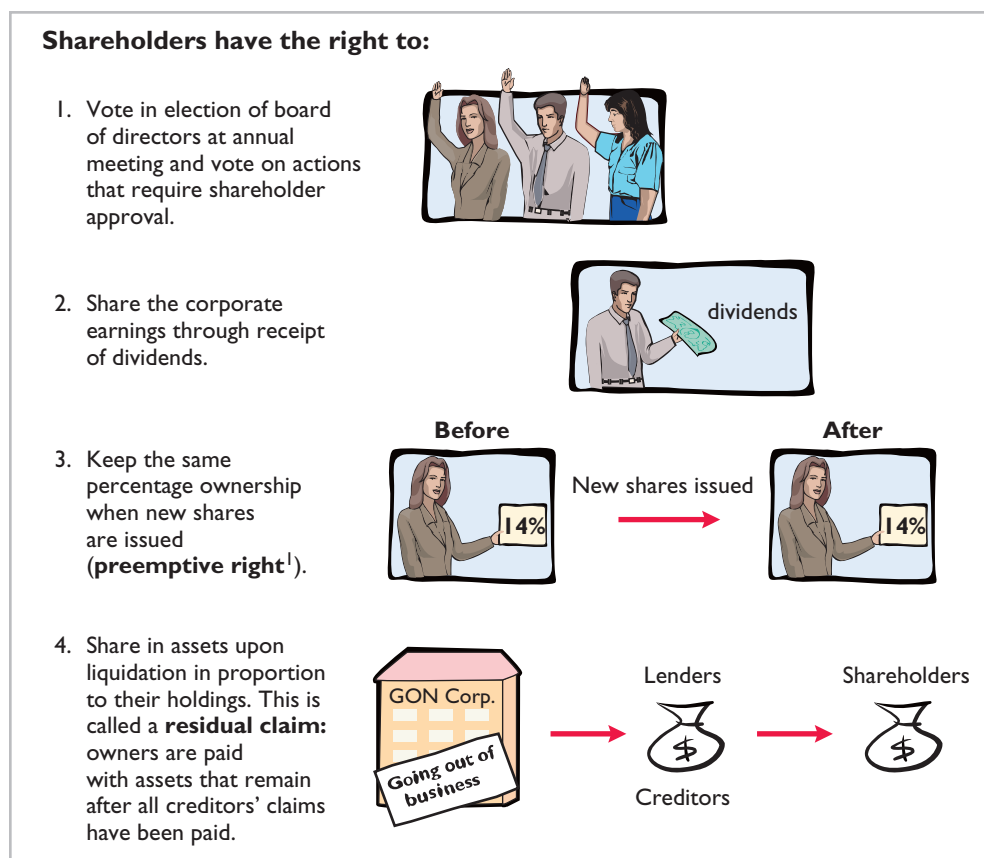 Shareholders have the right to:
1. Vote in election of board
of directors at annual
meeting and vote on actions
that require shareholder
approval.
2. Share the corporate
earnings through receipt
of dividends.
dividends
3. Keep the same
percentage ownership
when new shares
are issued
(preemptive right¹).
Before
14%
New shares issued
After
14%
4. Share in assets upon
liquidation in proportion
to their holdings. This is
called a residual claim:
owners are paid
with assets that remain
after all creditors’ claims
have been paid.
GON Corp.
Going out of
business
Lenders
$
Creditors
Shareholders
$